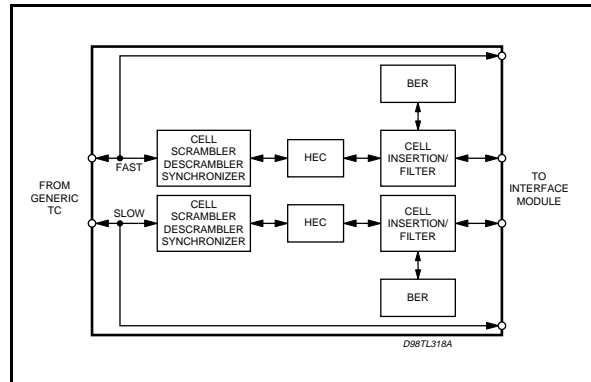 BER
CELL
SCRAMBLER
DESCRAMBLER
SYNCHRONIZER
HEC
CELL
INSERTION/
FILTER
FAST
FROM
GENERIC
TC
TO
INTERFACE
MODULE
SLOW
CELL
SCRAMBLER
DESCRAMBLER
SYNCHRONIZER
HEC
CELL
INSERTION/
FILTER
BER
D98TL318A